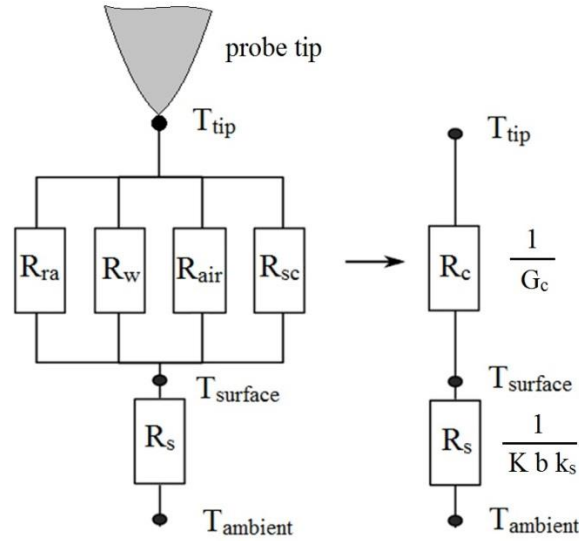 probe tip
T_tip
R_ra R_w R_air R_sc
T_surface
R_s
T_ambient
T_tip
R_c 1/G_c
T_surface
R_s 1/(K b k_s)
T_ambient